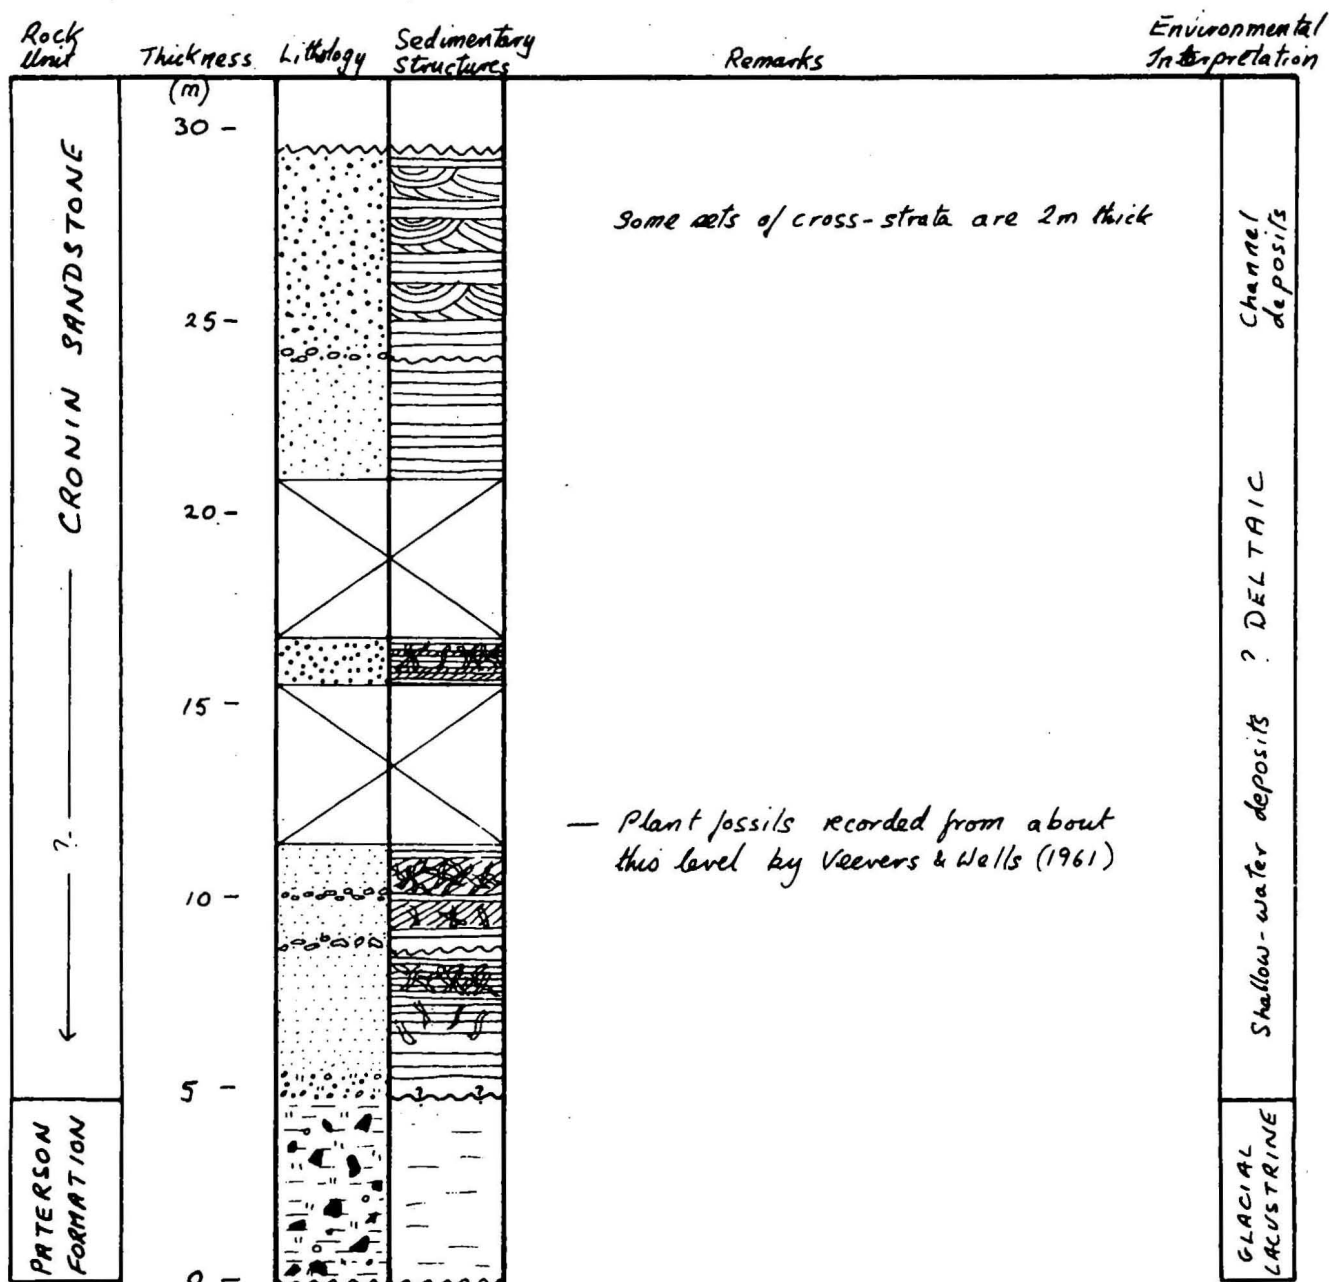 Rock
Unit
Thickness
(m)
Lithology
Sedimentary
Structures
Remarks
Environmental
Interpretation
30 -
25 -
20 -
15 -
10 -
5 -
0 -
CRONIN SANDSTONE
?
PATERSON
FORMATION
? ?
Some sets of cross-strata are 2m thick
— Plant fossils recorded from about
this level by Veevers & Wells (1961)
Channel
deposits
? DELTAIC
Shallow-water deposits
GLACIAL
LACUSTRINE